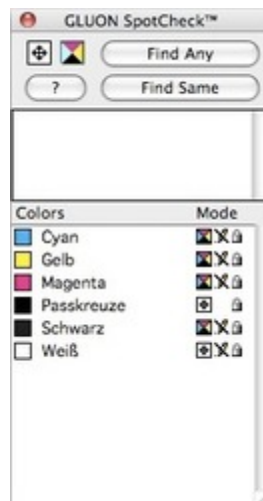 GLUON SpotCheck™
Find Any
? Find Same
Colors Mode
Cyan
Gelb
Magenta
Passkreuze
Schwarz
Weiß